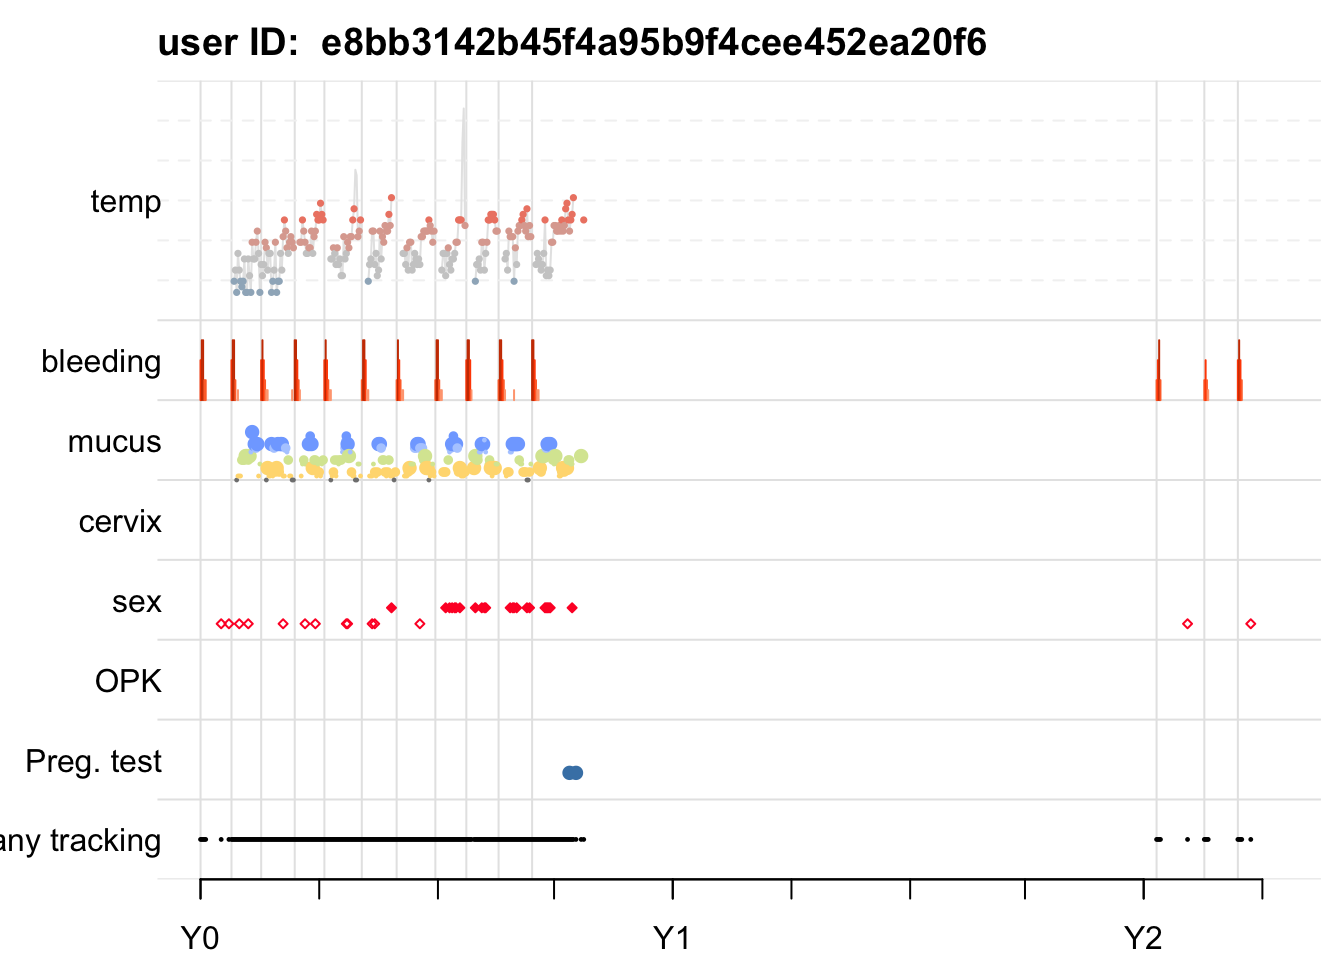 user ID:  e8bb3142b45f4a95b9f4cee452ea20f6
temp
bleeding
mucus
cervix
sex
OPK
Preg. test
any tracking
Y0 Y1 Y2